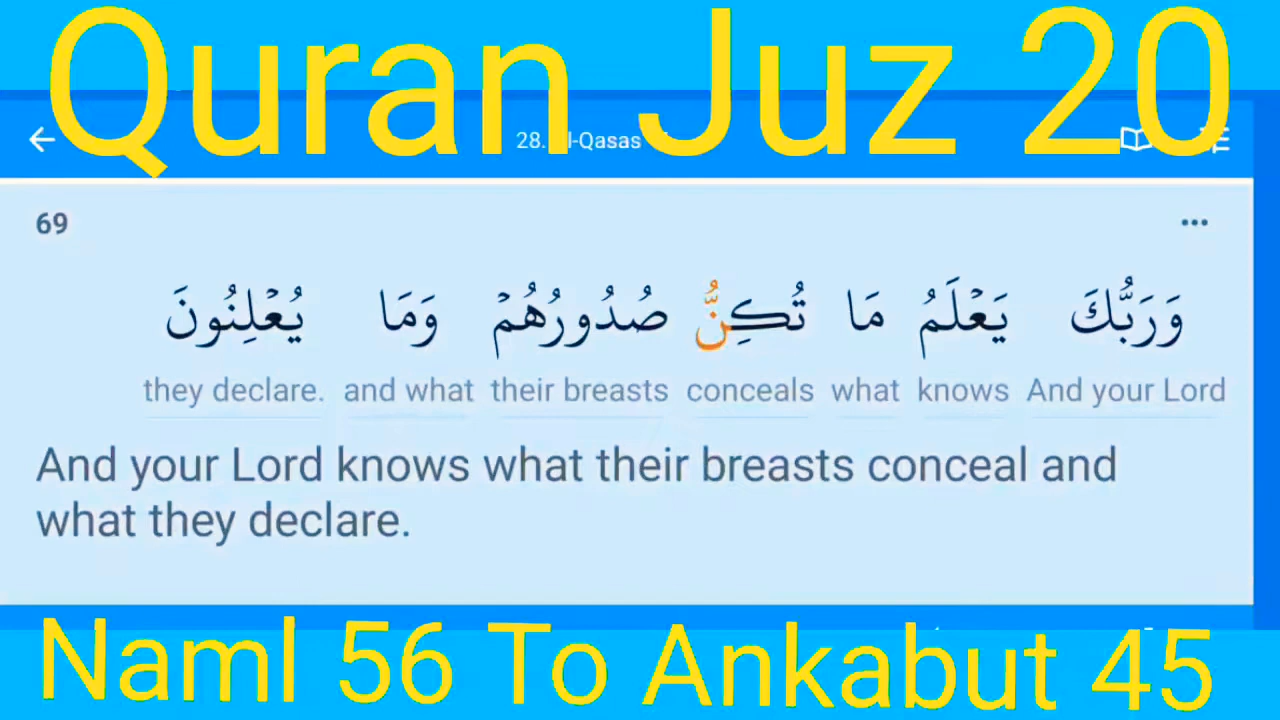 Quran Juz 20
28. l-Qasas
69
وَرَبُّكَ يَعْلَمُ مَا تُكِنُّ صُدُورُهُمْ وَمَا يُعْلِنُونَ
they declare. and what their breasts conceals what knows And your Lord
And your Lord knows what their breasts conceal and
what they declare.
Naml 56 To Ankabut 45